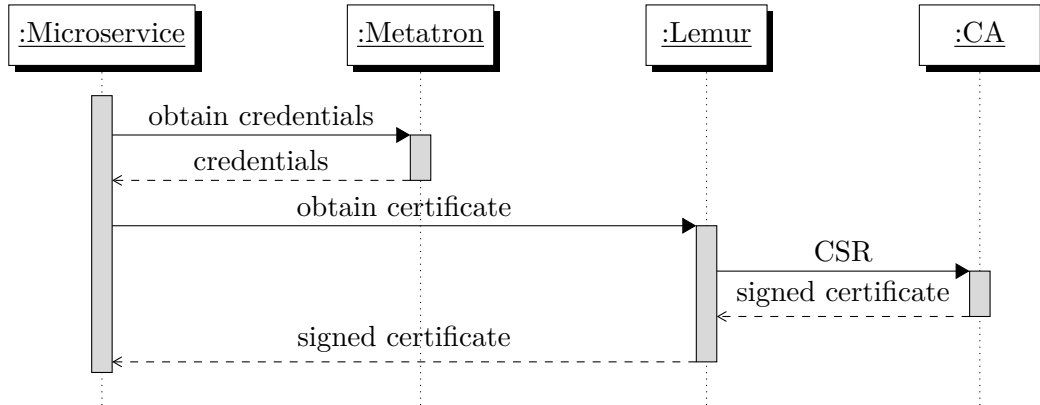 :Microservice
:Metatron
:Lemur
:CA
obtain credentials
credentials
obtain certificate
CSR
signed certificate
signed certificate